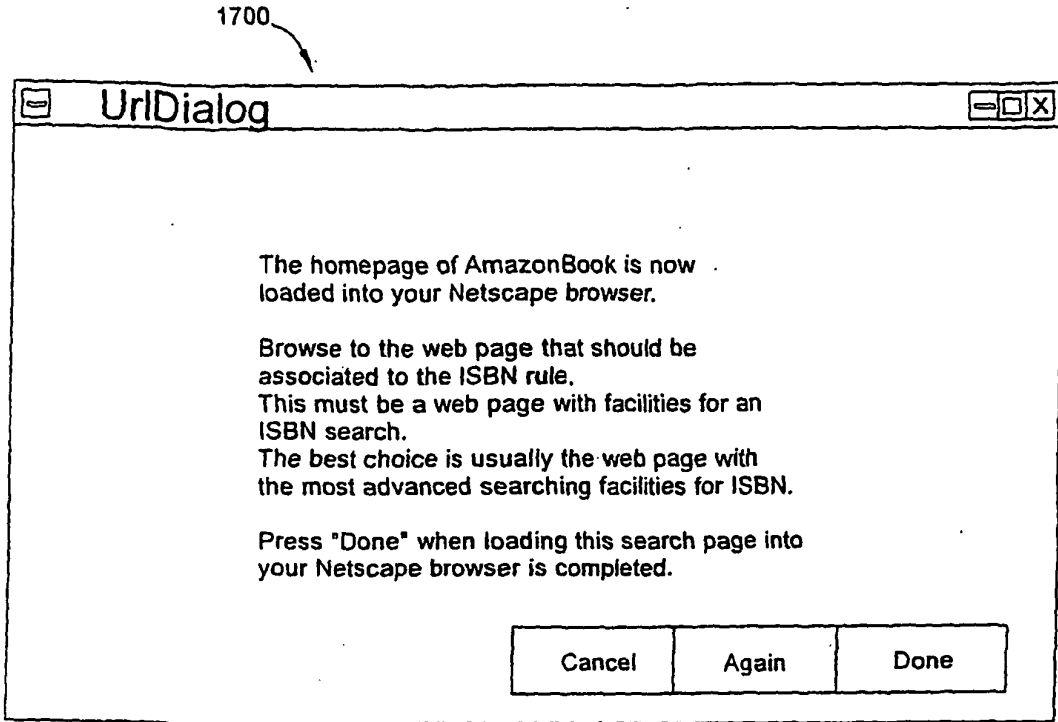 1700
UrlDialog
The homepage of AmazonBook is now
loaded into your Netscape browser.
Browse to the web page that should be
associated to the ISBN rule.
This must be a web page with facilities for an
ISBN search.
The best choice is usually the web page with
the most advanced searching facilities for ISBN.
Press "Done" when loading this search page into
your Netscape browser is completed.
Cancel Again Done